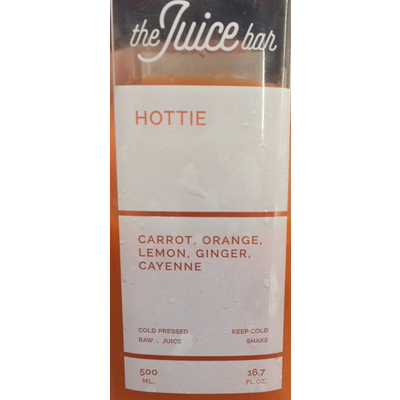 the Juice bar
HOTTIE
CARROT, ORANGE,
LEMON, GINGER,
CAYENNE
COLD PRESSED KEEP COLD
RAW . JUICE SHAKE
500 16.7
ML. FL.OZ.